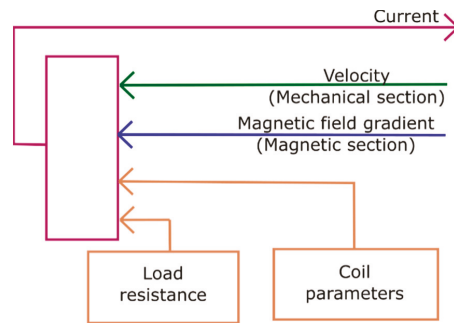 Current
Velocity
(Mechanical section)
Magnetic field gradient
(Magnetic section)
Load
resistance
Coil
parameters